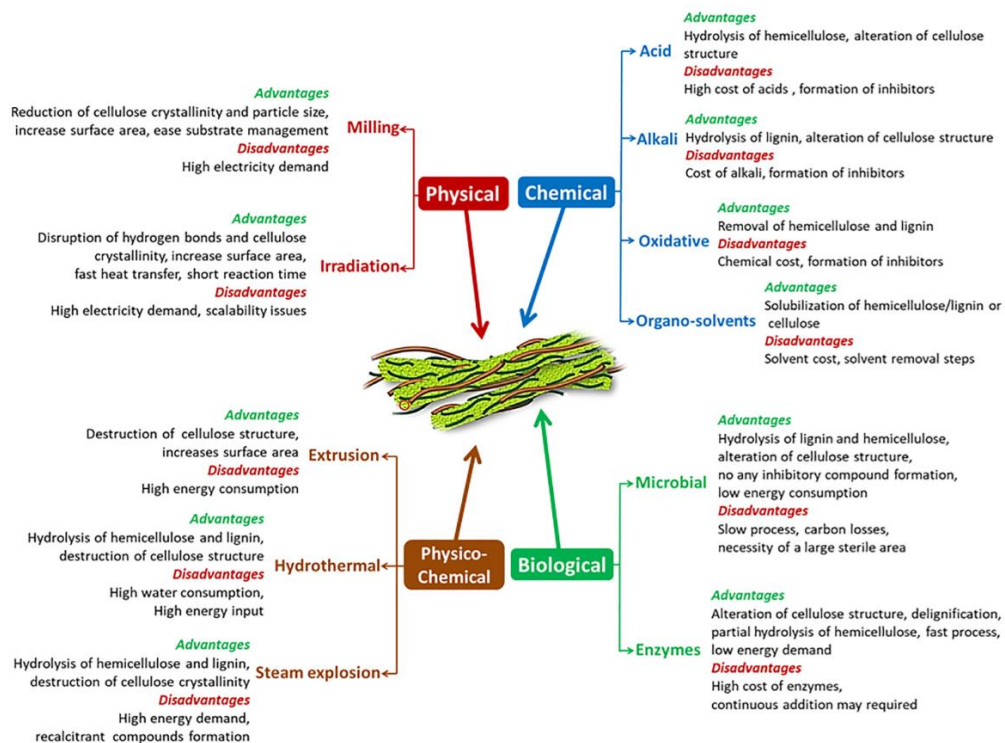 Advantages
Reduction of cellulose crystallinity and particle size,
increase surface area, ease substrate management
Disadvantages
High electricity demand
Milling
Advantages
Disruption of hydrogen bonds and cellulose
crystallinity, increase surface area,
fast heat transfer, short reaction time
Disadvantages
High electricity demand, scalability issues
Irradiation
Physical
Chemical
Acid
Advantages
Hydrolysis of hemicellulose, alteration of cellulose
structure
Disadvantages
High cost of acids , formation of inhibitors
Alkali
Advantages
Hydrolysis of lignin, alteration of cellulose structure
Disadvantages
Cost of alkali, formation of inhibitors
Oxidative
Advantages
Removal of hemicellulose and lignin
Disadvantages
Chemical cost, formation of inhibitors
Organo-solvents
Advantages
Solubilization of hemicellulose/lignin or
cellulose
Disadvantages
Solvent cost, solvent removal steps
Advantages
Destruction of cellulose structure,
increases surface area
Disadvantages
High energy consumption
Extrusion
Advantages
Hydrolysis of hemicellulose and lignin,
destruction of cellulose structure
Disadvantages
High water consumption,
High energy input
Hydrothermal
Advantages
Hydrolysis of hemicellulose and lignin,
destruction of cellulose crystallinity
Disadvantages
High energy demand,
recalcitrant compounds formation
Steam explosion
Physico-
Chemical
Biological
Microbial
Advantages
Hydrolysis of lignin and hemicellulose,
alteration of cellulose structure,
no any inhibitory compound formation,
low energy consumption
Disadvantages
Slow process, carbon losses,
necessity of a large sterile area
Enzymes
Advantages
Alteration of cellulose structure, delignification,
partial hydrolysis of hemicellulose, fast process,
low energy demand
Disadvantages
High cost of enzymes,
continuous addition may required